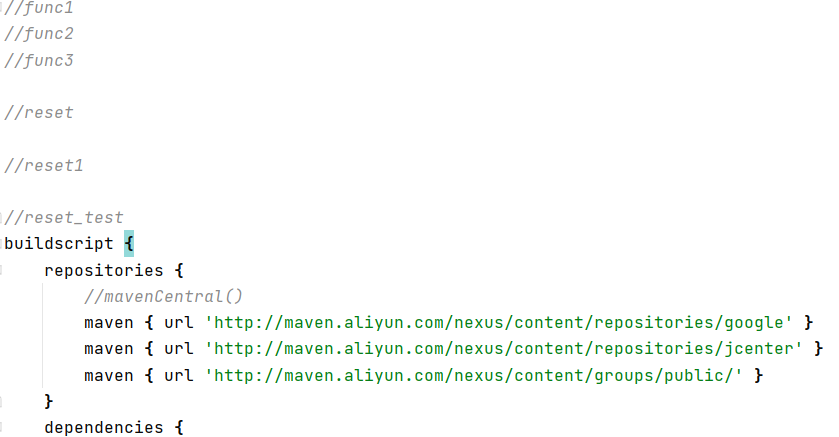 //func1
//func2
//func3
//reset
//reset1
//reset_test
buildscript {
repositories {
//mavenCentral()
maven { url 'http://maven.aliyun.com/nexus/content/repositories/google' }
maven { url 'http://maven.aliyun.com/nexus/content/repositories/jcenter' }
maven { url 'http://maven.aliyun.com/nexus/content/groups/public/' }
}
dependencies {